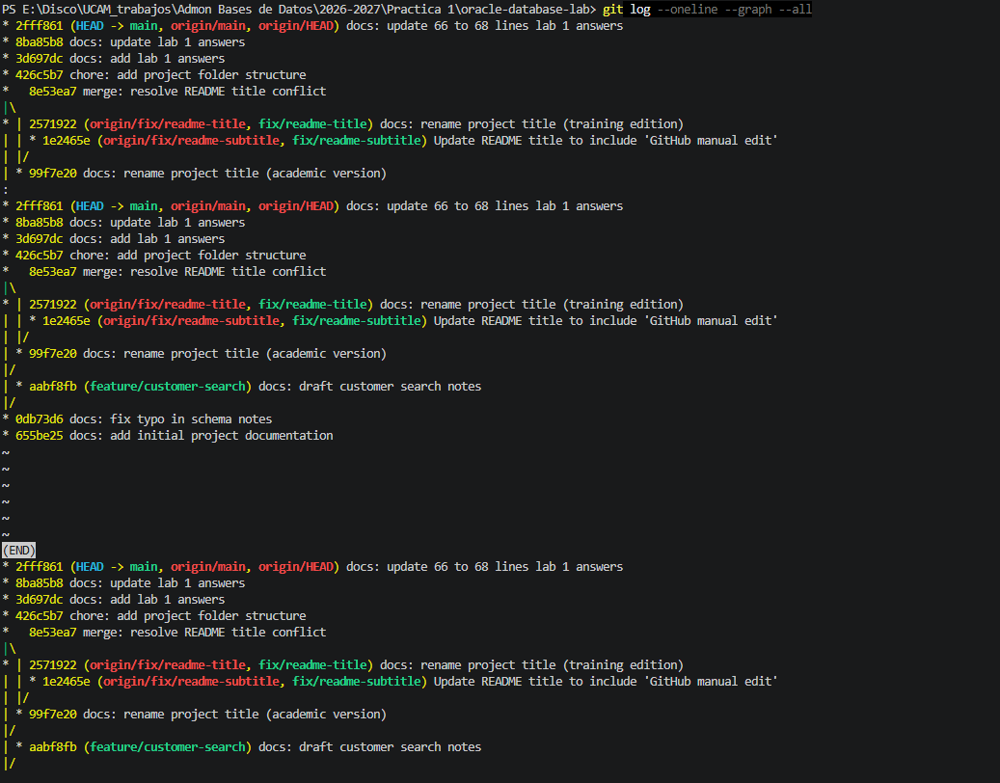 PS E:\Disco\UCAM_trabajos\Admon Bases de Datos\2026-2027\Practica 1\oracle-database-lab> git log --oneline --graph --all
* 2fff861 (HEAD -> main, origin/main, origin/HEAD) docs: update 66 to 68 lines lab 1 answers
* 8ba85b8 docs: update lab 1 answers
* 3d697dc docs: add lab 1 answers
* 426c5b7 chore: add project folder structure
*   8e53ea7 merge: resolve README title conflict
|\
* | 2571922 (origin/fix/readme-title, fix/readme-title) docs: rename project title (training edition)
| | * 1e2465e (origin/fix/readme-subtitle, fix/readme-subtitle) Update README title to include 'GitHub manual edit'
| |/
| * 99f7e20 docs: rename project title (academic version)
:
* 2fff861 (HEAD -> main, origin/main, origin/HEAD) docs: update 66 to 68 lines lab 1 answers
* 8ba85b8 docs: update lab 1 answers
* 3d697dc docs: add lab 1 answers
* 426c5b7 chore: add project folder structure
*   8e53ea7 merge: resolve README title conflict
|\
* | 2571922 (origin/fix/readme-title, fix/readme-title) docs: rename project title (training edition)
| | * 1e2465e (origin/fix/readme-subtitle, fix/readme-subtitle) Update README title to include 'GitHub manual edit'
| |/
| * 99f7e20 docs: rename project title (academic version)
|/
| * aabf8fb (feature/customer-search) docs: draft customer search notes
|/
* 0db73d6 docs: fix typo in schema notes
* 655be25 docs: add initial project documentation
~
~
~
~
~
~
(END)
* 2fff861 (HEAD -> main, origin/main, origin/HEAD) docs: update 66 to 68 lines lab 1 answers
* 8ba85b8 docs: update lab 1 answers
* 3d697dc docs: add lab 1 answers
* 426c5b7 chore: add project folder structure
*   8e53ea7 merge: resolve README title conflict
|\
* | 2571922 (origin/fix/readme-title, fix/readme-title) docs: rename project title (training edition)
| | * 1e2465e (origin/fix/readme-subtitle, fix/readme-subtitle) Update README title to include 'GitHub manual edit'
| |/
| * 99f7e20 docs: rename project title (academic version)
|/
| * aabf8fb (feature/customer-search) docs: draft customer search notes
|/